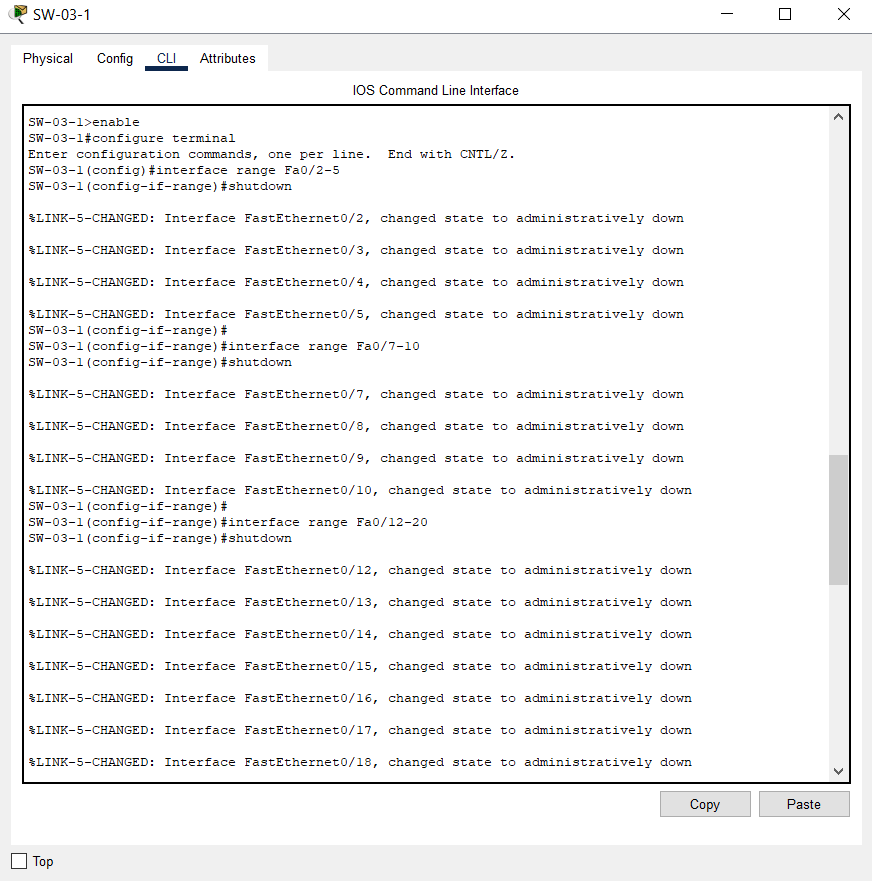 SW-03-1
Physical Config CLI Attributes
IOS Command Line Interface
SW-03-1>enable
SW-03-1#configure terminal
Enter configuration commands, one per line.  End with CNTL/Z.
SW-03-1(config)#interface range Fa0/2-5
SW-03-1(config-if-range)#shutdown
%LINK-5-CHANGED: Interface FastEthernet0/2, changed state to administratively down
%LINK-5-CHANGED: Interface FastEthernet0/3, changed state to administratively down
%LINK-5-CHANGED: Interface FastEthernet0/4, changed state to administratively down
%LINK-5-CHANGED: Interface FastEthernet0/5, changed state to administratively down
SW-03-1(config-if-range)#
SW-03-1(config-if-range)#interface range Fa0/7-10
SW-03-1(config-if-range)#shutdown
%LINK-5-CHANGED: Interface FastEthernet0/7, changed state to administratively down
%LINK-5-CHANGED: Interface FastEthernet0/8, changed state to administratively down
%LINK-5-CHANGED: Interface FastEthernet0/9, changed state to administratively down
%LINK-5-CHANGED: Interface FastEthernet0/10, changed state to administratively down
SW-03-1(config-if-range)#
SW-03-1(config-if-range)#interface range Fa0/12-20
SW-03-1(config-if-range)#shutdown
%LINK-5-CHANGED: Interface FastEthernet0/12, changed state to administratively down
%LINK-5-CHANGED: Interface FastEthernet0/13, changed state to administratively down
%LINK-5-CHANGED: Interface FastEthernet0/14, changed state to administratively down
%LINK-5-CHANGED: Interface FastEthernet0/15, changed state to administratively down
%LINK-5-CHANGED: Interface FastEthernet0/16, changed state to administratively down
%LINK-5-CHANGED: Interface FastEthernet0/17, changed state to administratively down
%LINK-5-CHANGED: Interface FastEthernet0/18, changed state to administratively down
Copy Paste
Top